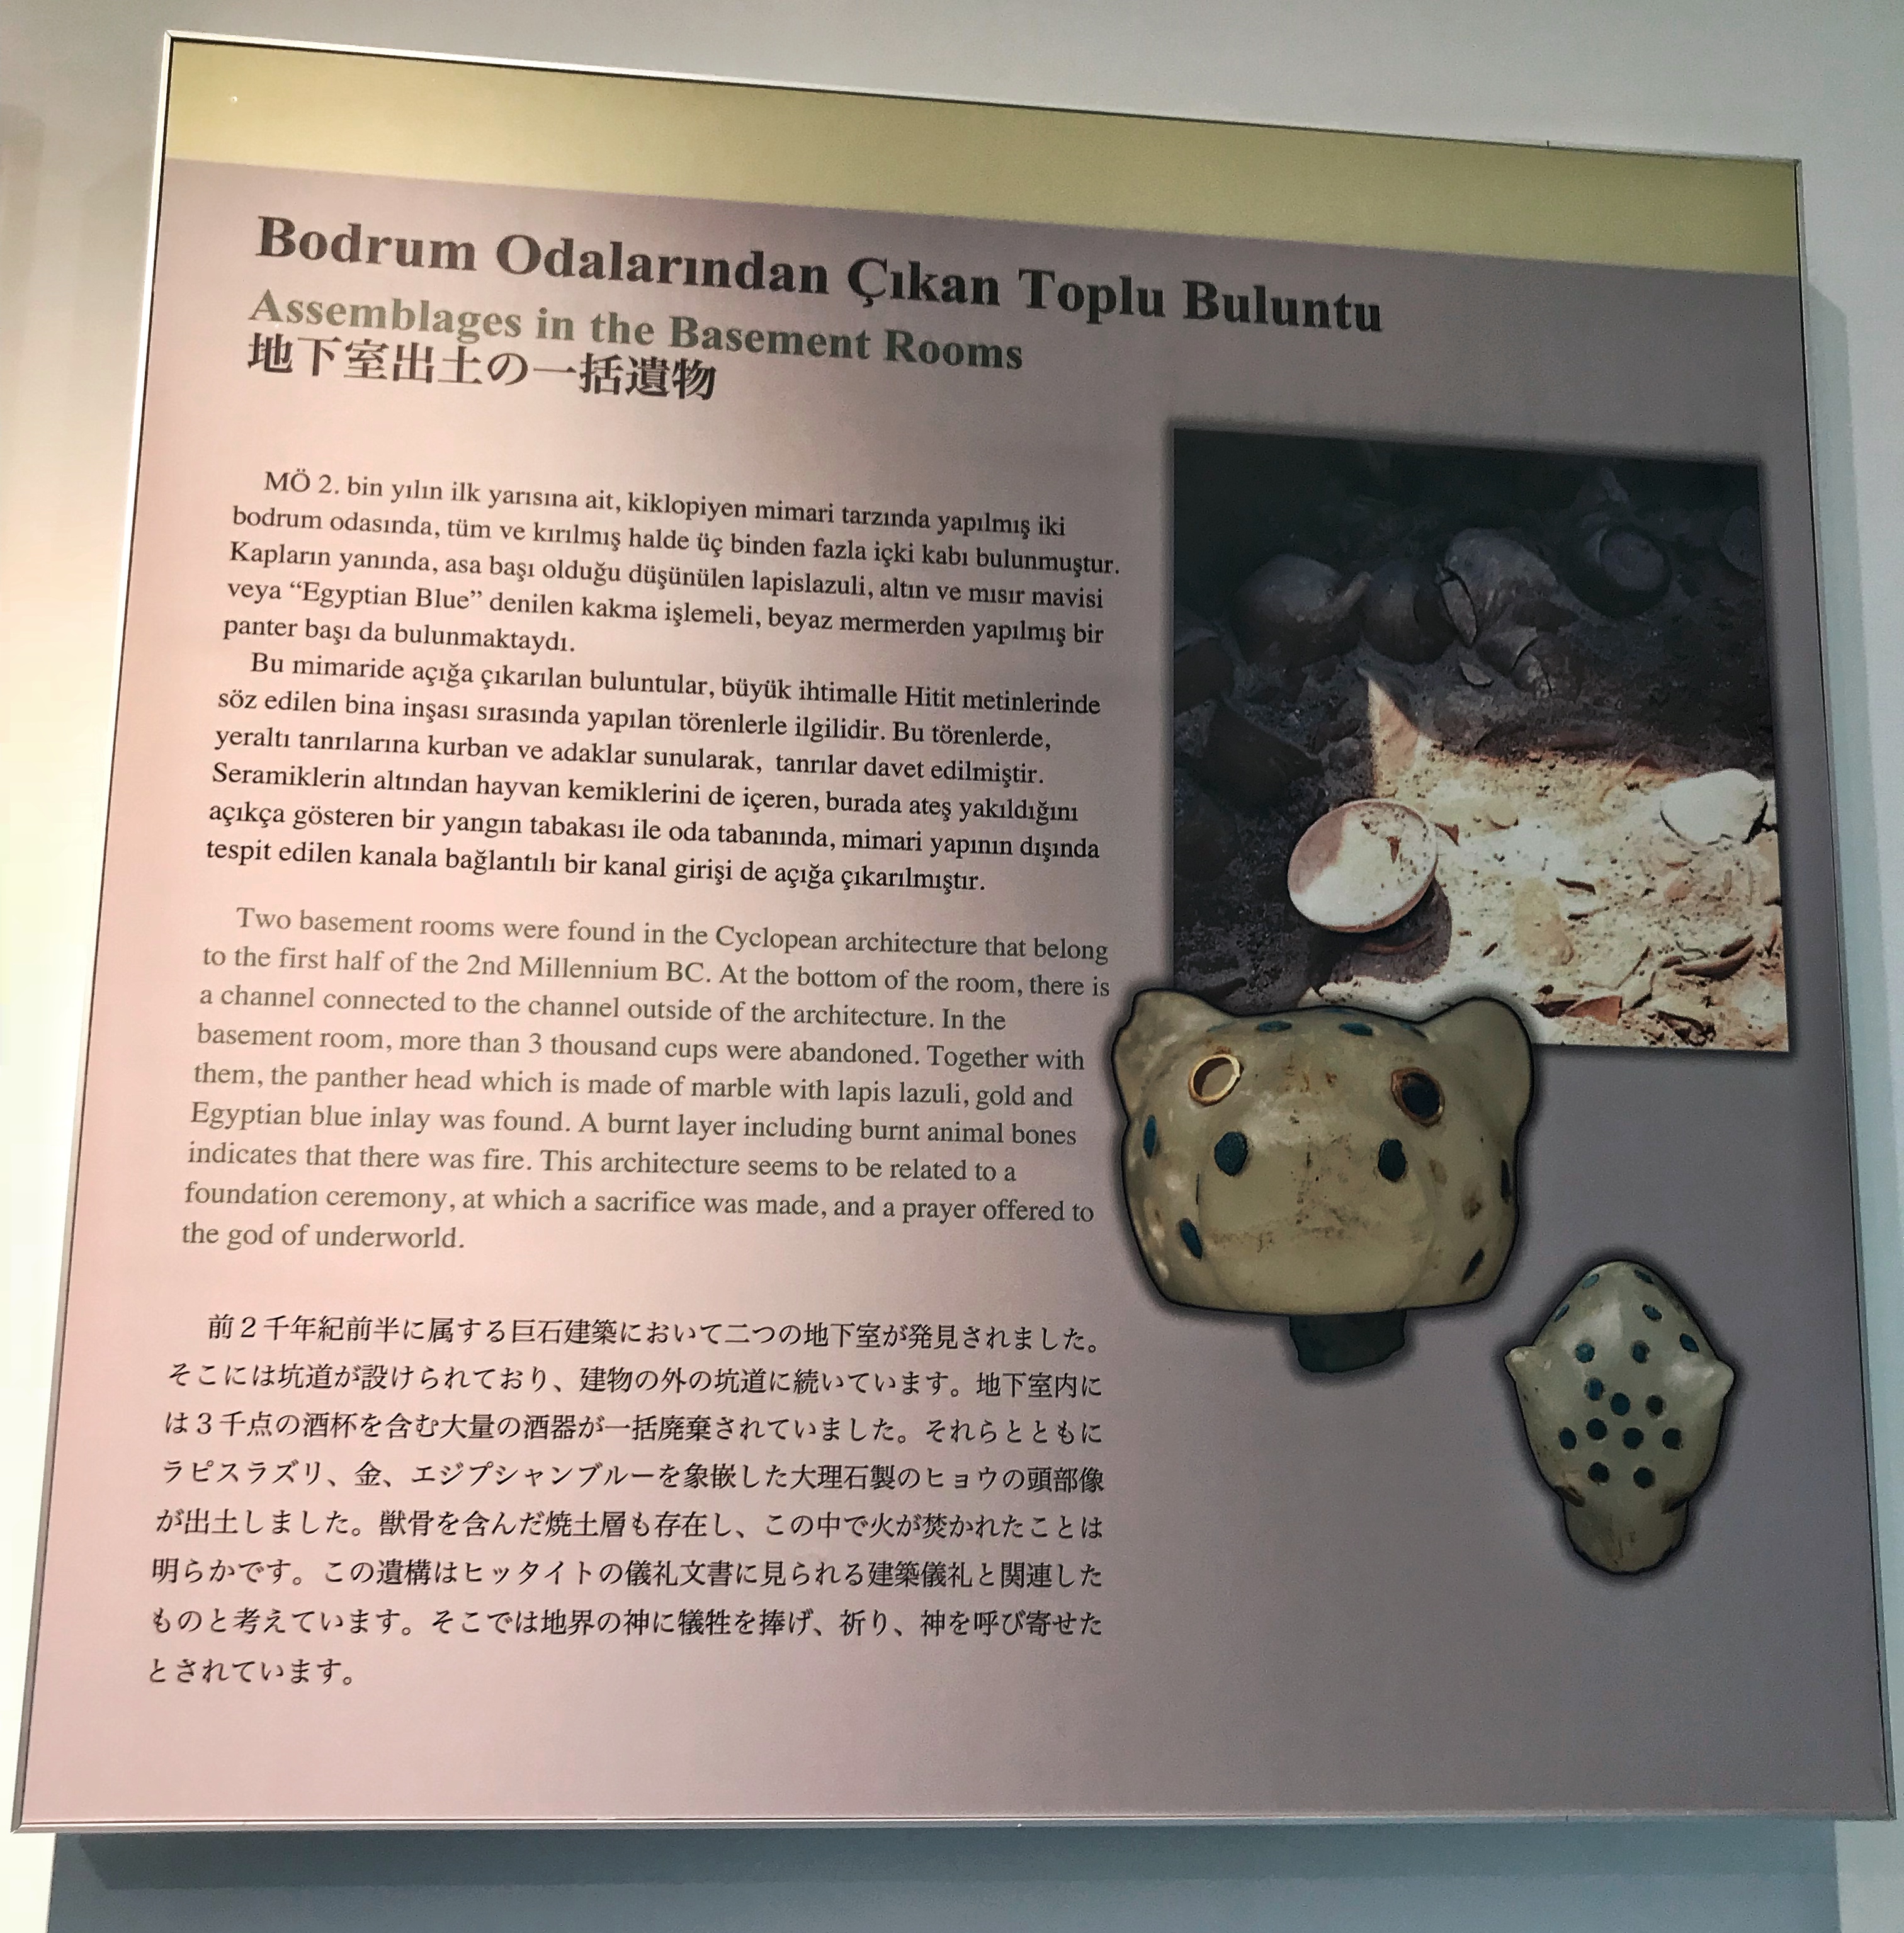 Bodrum Odalarından Çıkan Toplu Buluntu
Assemblages in the Basement Rooms
地下室出土の一括遺物
MÖ 2. bin yılın ilk yarısına ait, kiklopiyen mimari tarzında yapılmış iki
bodrum odasında, tüm ve kırılmış halde üç binden fazla içki kabı bulunmuştur.
Kapların yanında, asa başı olduğu düşünülen lapislazuli, altın ve mısır mavisi
veya “Egyptian Blue” denilen kakma işlemeli, beyaz mermerden yapılmış bir
panter başı da bulunmaktaydı.
Bu mimaride açığa çıkarılan buluntular, büyük ihtimalle Hitit metinlerinde
söz edilen bina inşası sırasında yapılan törenlerle ilgilidir. Bu törenlerde,
yeraltı tanrılarına kurban ve adaklar sunularak, tanrılar davet edilmiştir.
Seramiklerin altından hayvan kemiklerini de içeren, burada ateş yakıldığını
açıkça gösteren bir yangın tabakası ile oda tabanında, mimari yapının dışında
tespit edilen kanala bağlantılı bir kanal girişi de açığa çıkarılmıştır.
Two basement rooms were found in the Cyclopean architecture that belong
to the first half of the 2nd Millennium BC. At the bottom of the room, there is
a channel connected to the channel outside of the architecture. In the
basement room, more than 3 thousand cups were abandoned. Together with
them, the panther head which is made of marble with lapis lazuli, gold and
Egyptian blue inlay was found. A burnt layer including burnt animal bones
indicates that there was fire. This architecture seems to be related to a
foundation ceremony, at which a sacrifice was made, and a prayer offered to
the god of underworld.
前２千年紀前半に属する巨石建築において二つの地下室が発見されました。
そこには坑道が設けられており、建物の外の坑道に続いています。地下室内に
は３千点の酒杯を含む大量の酒器が一括廃棄されていました。それらとともに
ラピスラズリ、金、エジプシャンブルーを象嵌した大理石製のヒョウの頭部像
が出土しました。獣骨を含んだ焼土層も存在し、この中で火が焚かれたことは
明らかです。この遺構はヒッタイトの儀礼文書に見られる建築儀礼と関連した
ものと考えています。そこでは地界の神に犠牲を捧げ、祈り、神を呼び寄せた
とされています。